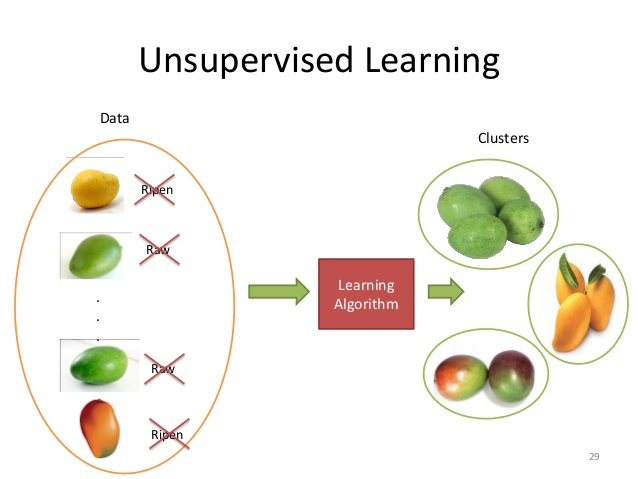 Unsupervised Learning
Data
Clusters
Ripen
Raw
.
.
.
Learning
Algorithm
Raw
Ripen
29